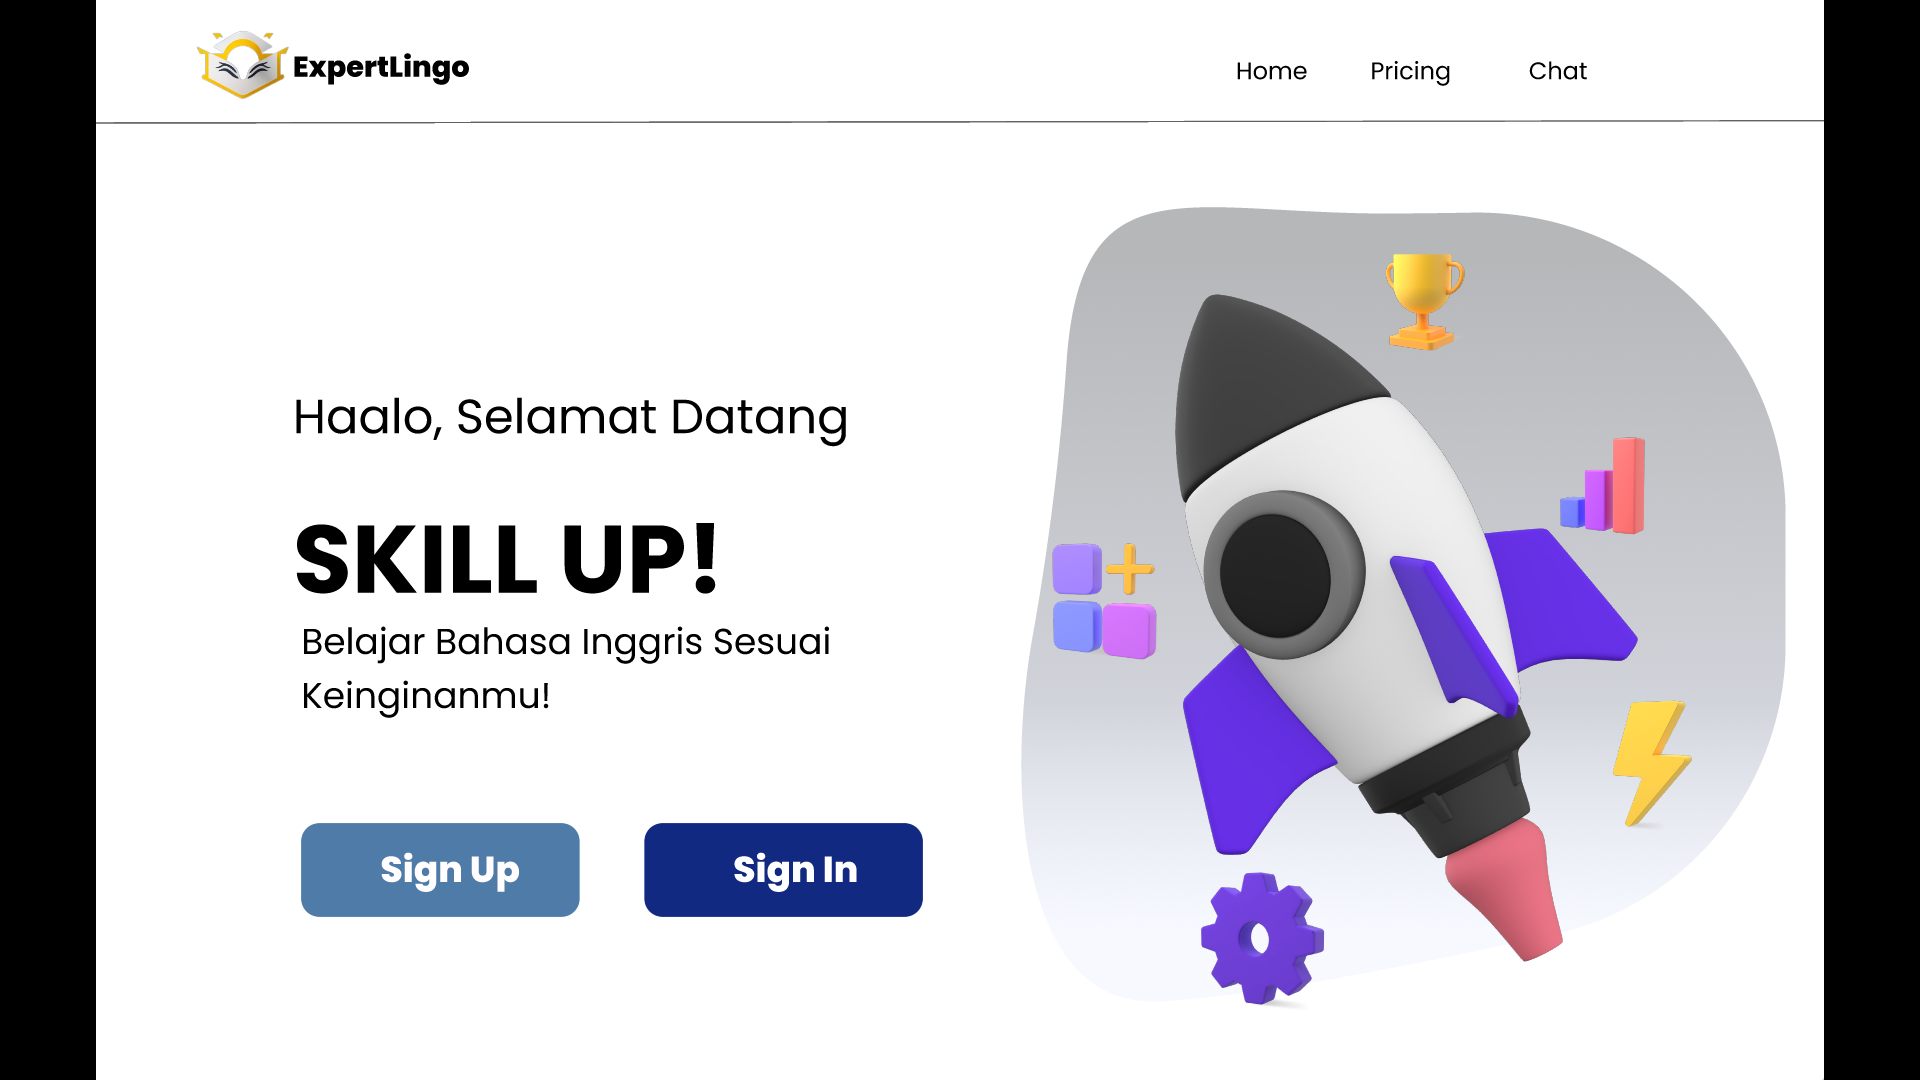 ExpertLingo
Home
Pricing
Chat
Haalo, Selamat Datang
SKILL UP!
Belajar Bahasa Inggris Sesuai
Keinginanmu!
Sign Up
Sign In